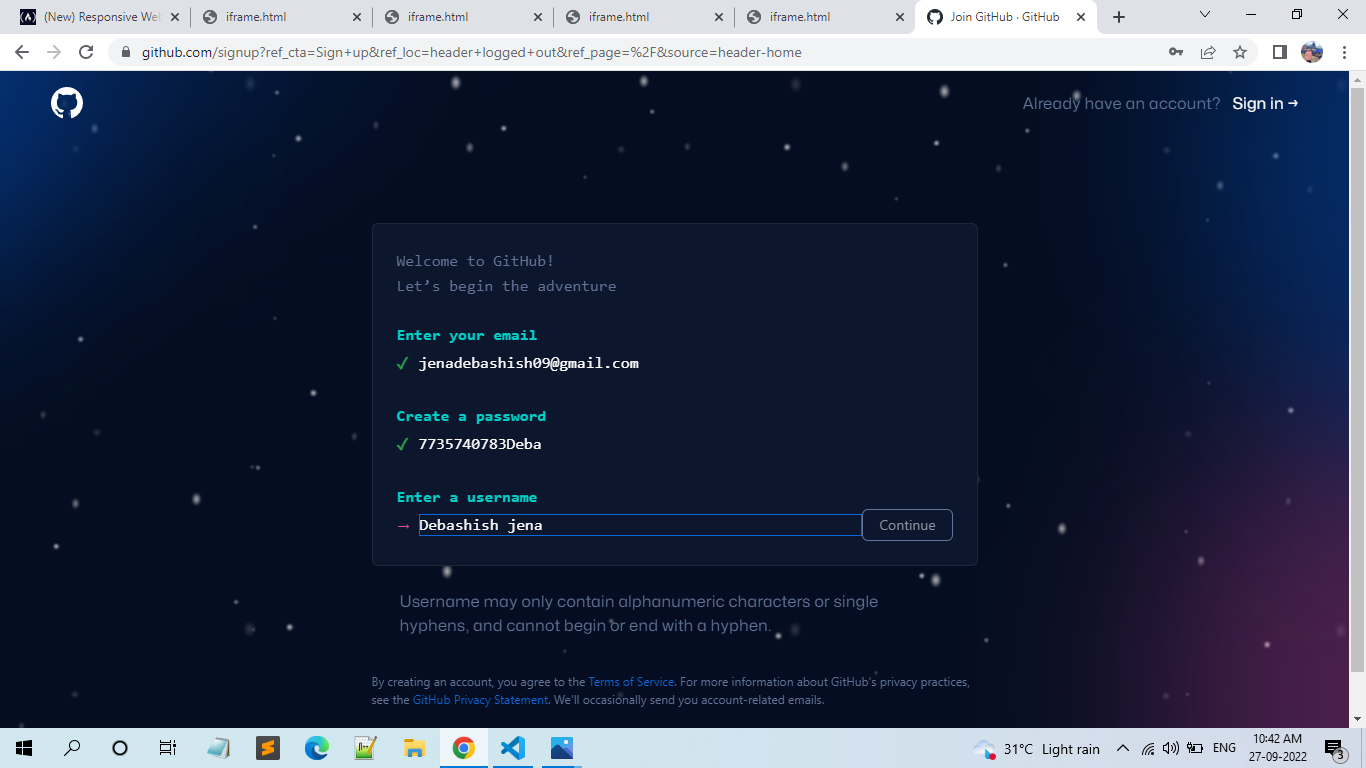 (New) Responsive Web
iframe.html
iframe.html
iframe.html
iframe.html
Join GitHub · GitHub
github.com/signup?ref_cta=Sign+up&ref_loc=header+logged+out&ref_page=%2F&source=header-home
Already have an account? Sign in →
Welcome to GitHub!
Let’s begin the adventure
Enter your email
✓ jenadebashish09@gmail.com
Create a password
✓ 7735740783Deba
Enter a username
→ Debashish jena
Continue
Username may only contain alphanumeric characters or single
hyphens, and cannot begin or end with a hyphen.
By creating an account, you agree to the Terms of Service. For more information about GitHub's privacy practices,
see the GitHub Privacy Statement. We'll occasionally send you account-related emails.
31°C Light rain
ENG
10:42 AM
27-09-2022
3